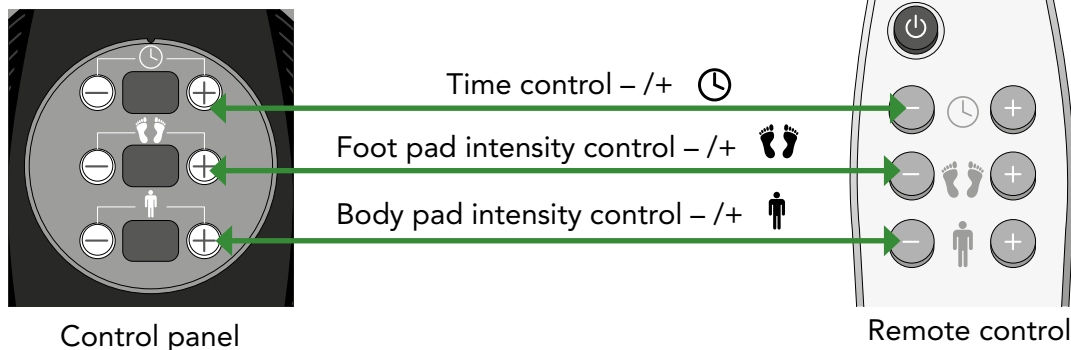 Time control – /+
Foot pad intensity control – /+
Body pad intensity control – /+
Control panel
Remote control